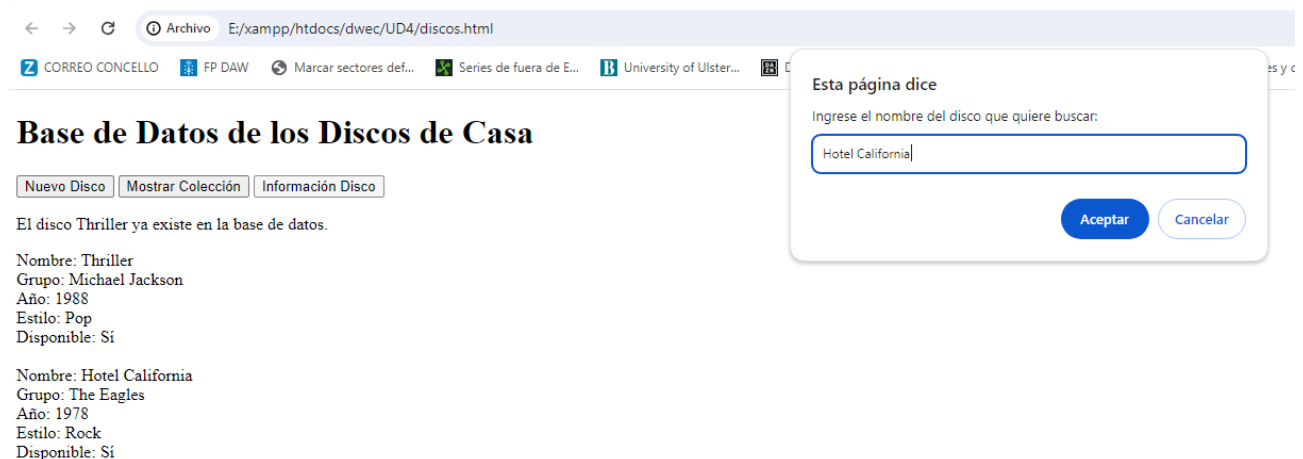 Archivo E:/xampp/htdocs/dwec/UD4/discos.html
CORREO CONCELLO FP DAW Marcar sectores def... Series de fuera de E... University of Ulster... es y c
Esta página dice
Ingrese el nombre del disco que quiere buscar:
Hotel California
Aceptar Cancelar
Base de Datos de los Discos de Casa
Nuevo Disco Mostrar Colección Información Disco
El disco Thriller ya existe en la base de datos.
Nombre: Thriller
Grupo: Michael Jackson
Año: 1988
Estilo: Pop
Disponible: Sí
Nombre: Hotel California
Grupo: The Eagles
Año: 1978
Estilo: Rock
Disponible: Sí